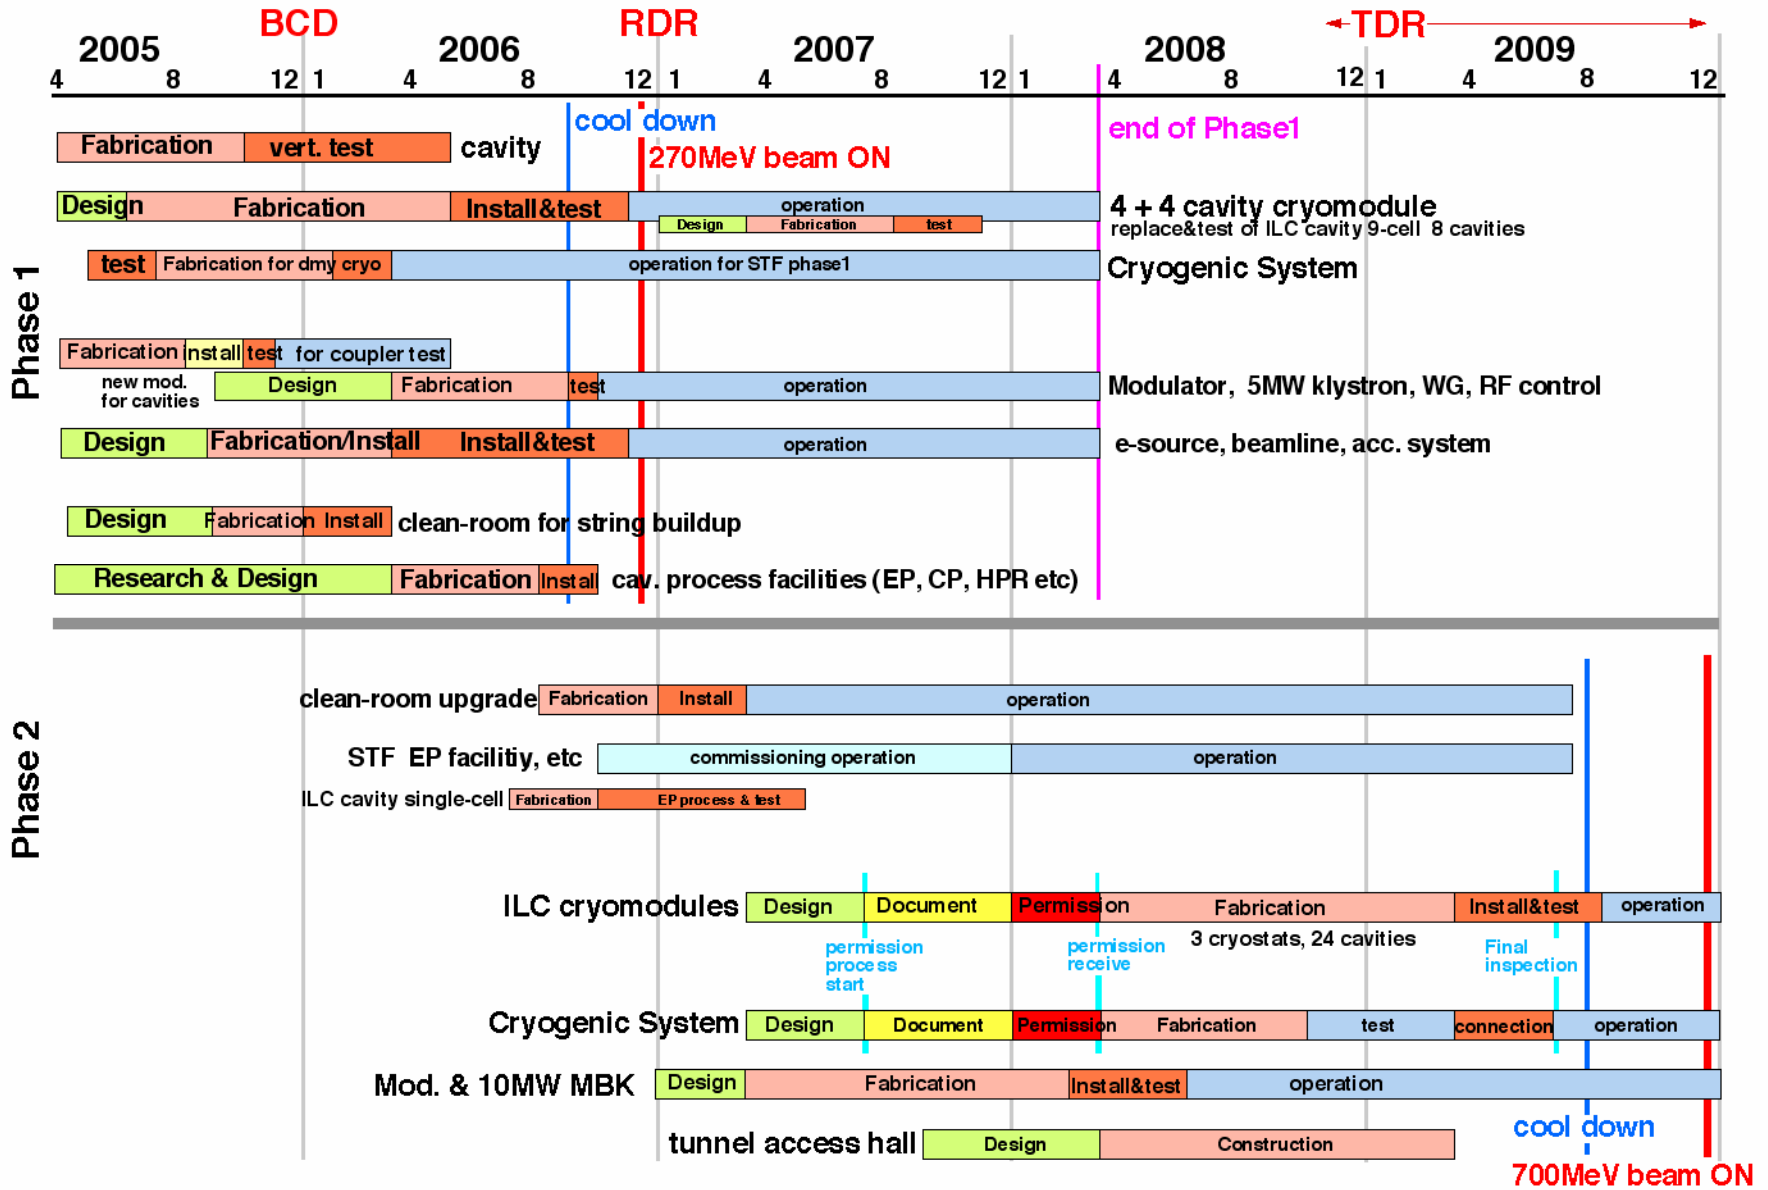 BCD RDR TDR
2005 2006 2007 2008 2009
4 8 12 1 4 8 12 1 4 8 12 1 4 8 12 1 4 8 12
cool down
end of Phase1
270MeV beam ON
Phase 1
Fabrication vert. test cavity
Design Fabrication Install&test operation 4 + 4 cavity cryomodule
Design Fabrication test replace&test of ILC cavity 9-cell 8 cavities
test Fabrication for dmy cryo operation for STF phase1 Cryogenic System
Fabrication install test for coupler test
new mod.
for cavities
Design Fabrication test operation Modulator, 5MW klystron, WG, RF control
Design Fabrication/Install Install&test operation e-source, beamline, acc. system
Design Fabrication Install clean-room for string buildup
Research & Design Fabrication Install cav. process facilities (EP, CP, HPR etc)
Phase 2
clean-room upgrade Fabrication Install operation
STF EP facilitiy, etc commissioning operation operation
ILC cavity single-cell Fabrication EP process & test
ILC cryomodules Design Document Permission Fabrication Install&test operation
3 cryostats, 24 cavities
permission
process
start
permission
receive
Final
inspection
Cryogenic System Design Document Permission Fabrication test connection operation
Mod. & 10MW MBK Design Fabrication Install&test operation
cool down
tunnel access hall Design Construction
700MeV beam ON